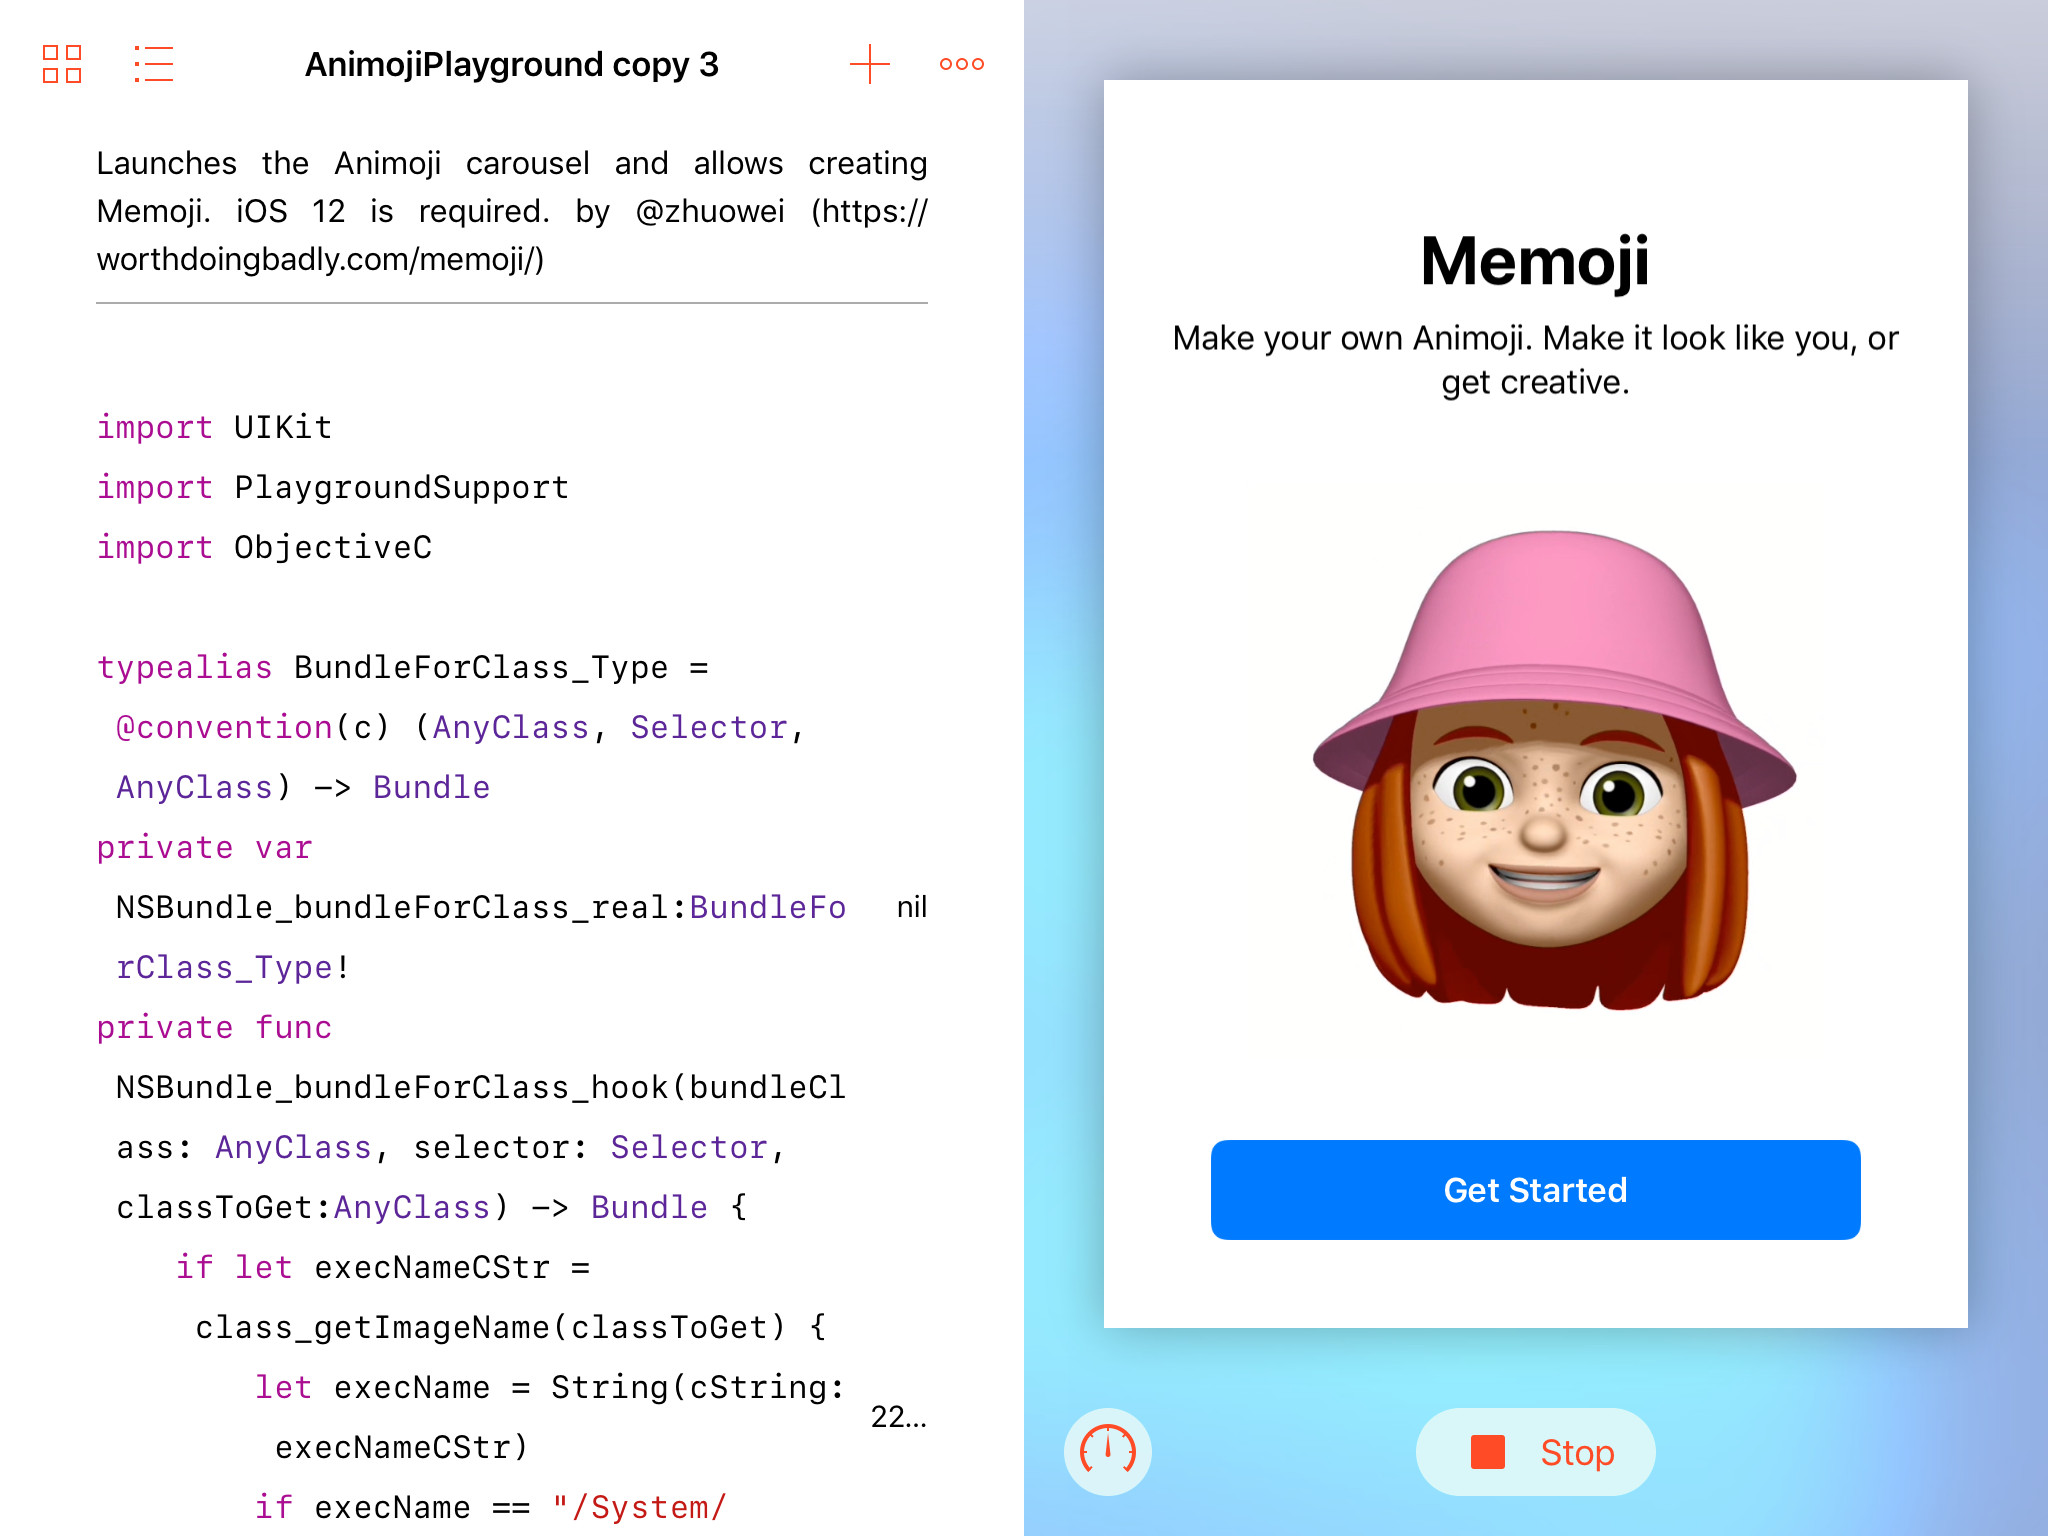 AnimojiPlayground copy 3
Launches the Animoji carousel and allows creating
Memoji. iOS 12 is required. by @zhuowei (https://
worthdoingbadly.com/memoji/)
import UIKit
import PlaygroundSupport
import ObjectiveC
typealias BundleForClass_Type =
@convention(c) (AnyClass, Selector,
AnyClass) -> Bundle
private var
NSBundle_bundleForClass_real:BundleFo
nil
rClass_Type!
private func
NSBundle_bundleForClass_hook(bundleCl
ass: AnyClass, selector: Selector,
classToGet:AnyClass) -> Bundle {
if let execNameCStr =
class_getImageName(classToGet) {
let execName = String(cString:
22...
execNameCStr)
if execName == "/System/
Memoji
Make your own Animoji. Make it look like you, or
get creative.
Get Started
Stop